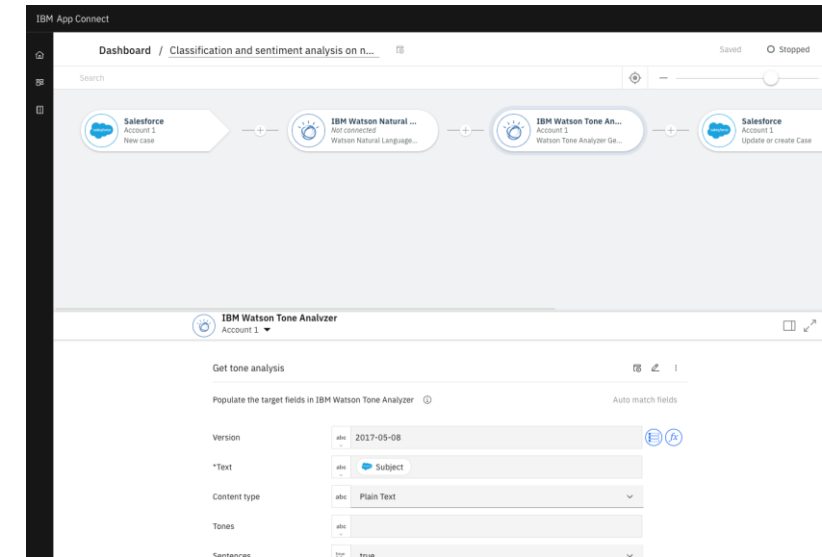 IBM App Connect
Dashboard / Classification and sentiment analysis on n...
Saved
Stopped
Search
Salesforce
Account 1
New case
IBM Watson Natural ...
Not connected
Watson Natural Language...
IBM Watson Tone An...
Account 1
Watson Tone Analyzer Ge...
Salesforce
Account 1
Update or create Case
IBM Watson Tone Analyzer
Account 1
Get tone analysis
Populate the target fields in IBM Watson Tone Analyzer
Auto match fields
Version
abc
2017-05-08
fx
*Text
abc
Subject
Content type
abc
Plain Text
Tones
abc
Sentences
true